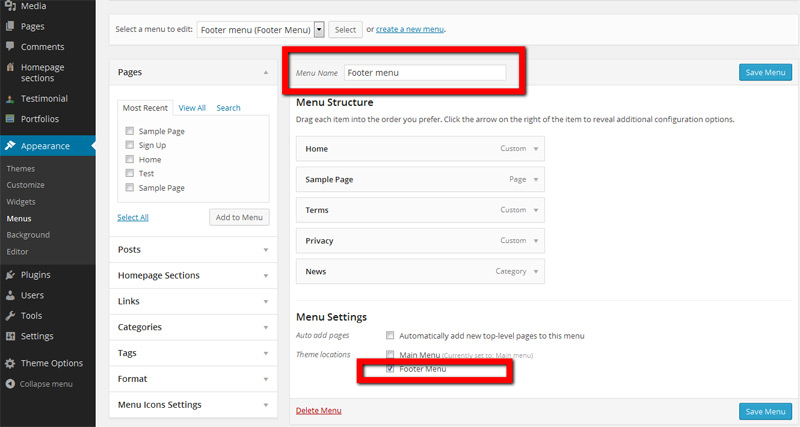 Media
Pages
Comments
Homepage
sections
Testimonial
Portfolios
Appearance
Themes
Customize
Widgets
Menus
Background
Editor
Plugins
Users
Tools
Settings
Theme Options
Collapse menu
Select a menu to edit: Footer menu (Footer Menu) Select or create a new menu.
Pages
Most Recent View All Search
Sample Page
Sign Up
Home
Test
Sample Page
Select All Add to Menu
Posts
Homepage Sections
Links
Categories
Tags
Format
Menu Icons Settings
Menu Name Footer menu
Save Menu
Menu Structure
Drag each item into the order you prefer. Click the arrow on the right of the item to reveal additional configuration options.
Home Custom
Sample Page Page
Terms Custom
Privacy Custom
News Category
Menu Settings
Auto add pages Automatically add new top-level pages to this menu
Theme locations Main Menu (Currently set to: Main menu)
Footer Menu
Delete Menu Save Menu